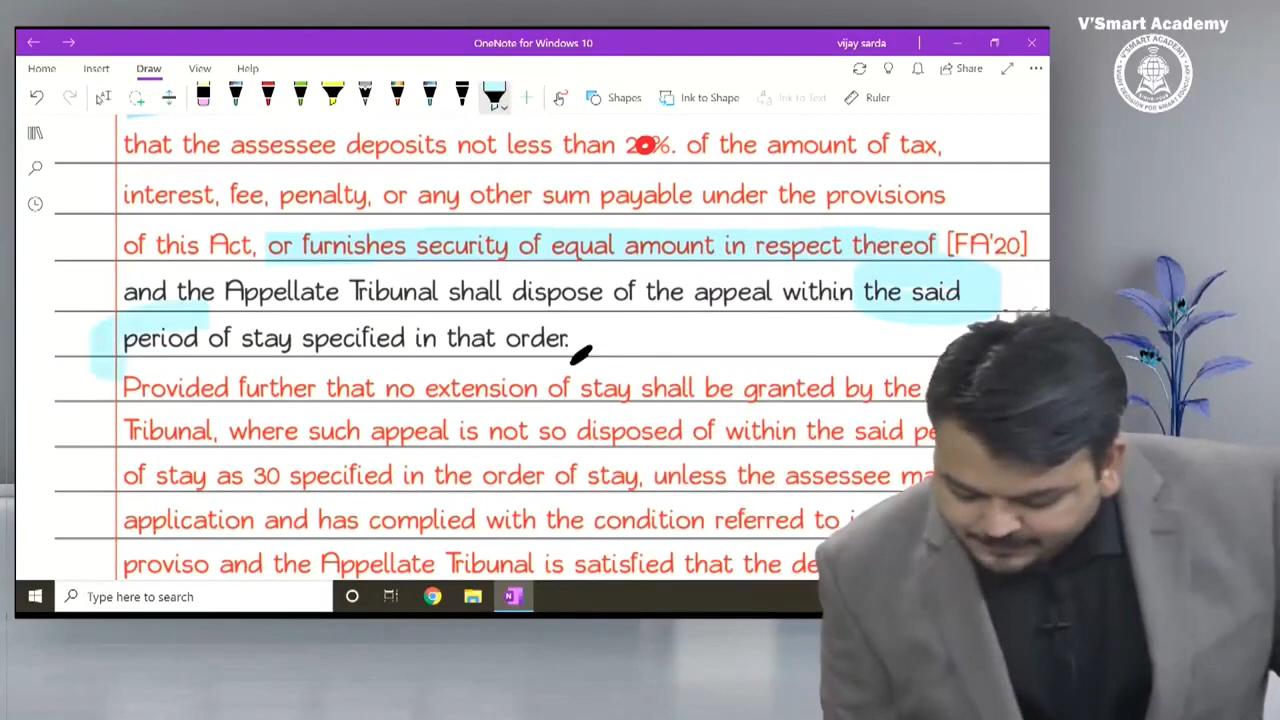 V'Smart Academy
OneNote for Windows 10
vijay sarda
Home Insert Draw View Help
Share
Shapes Ink to Shape Ink to Text Ruler
that the assessee deposits not less than 20%. of the amount of tax,
interest, fee, penalty, or any other sum payable under the provisions
of this Act, or furnishes security of equal amount in respect thereof [FA'20]
and the Appellate Tribunal shall dispose of the appeal within the said
period of stay specified in that order.
Provided further that no extension of stay shall be granted by the
Tribunal, where such appeal is not so disposed of within the said
of stay as 30 specified in the order of stay, unless the assessee
application and has complied with the condition referred to
proviso and the Appellate Tribunal is satisfied that the
Type here to search